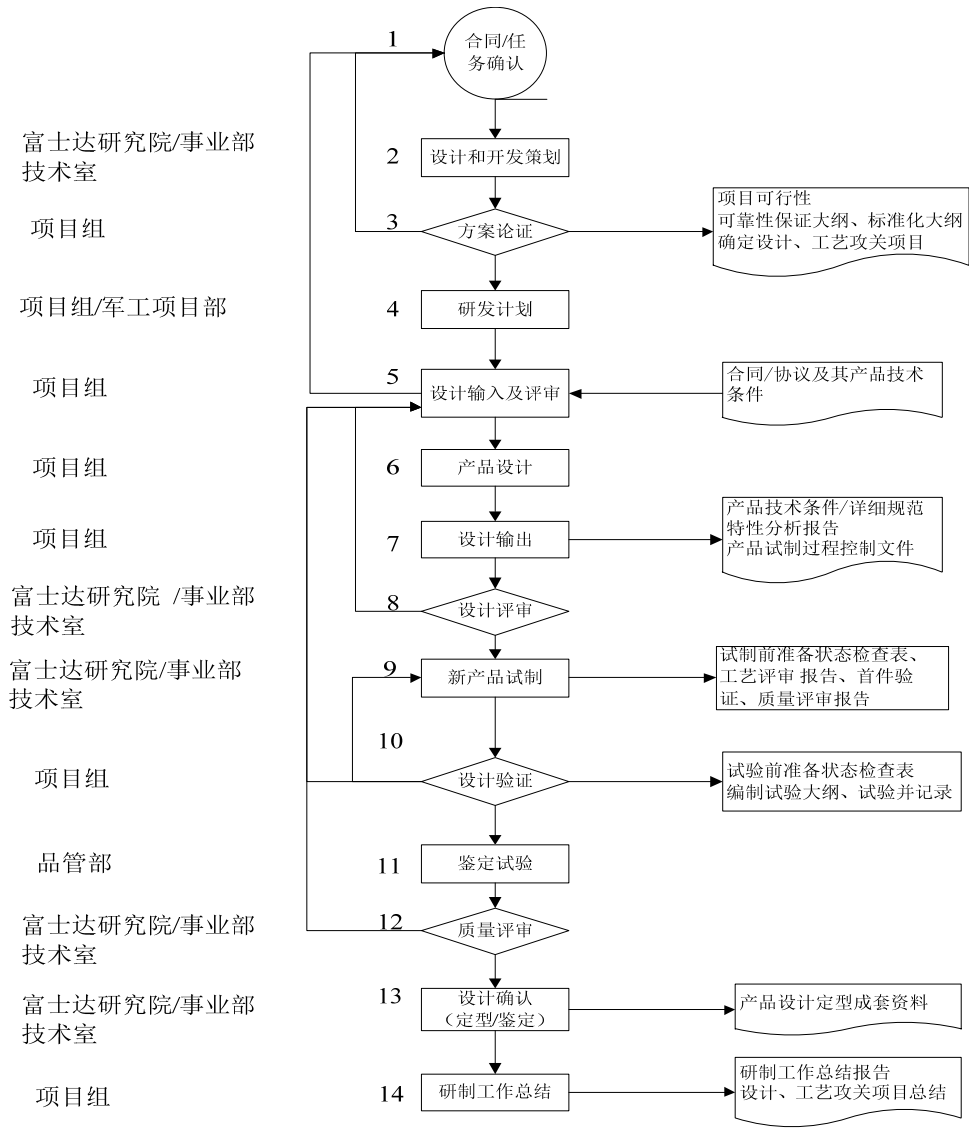 1
合同/任
务确认
富士达研究院/事业部
技术室
2
设计和开发策划
项目组
3
方案论证
项目可行性
可靠性保证大纲、标准化大纲
确定设计、工艺攻关项目
项目组/军工项目部
4
研发计划
项目组
5
设计输入及评审
合同/协议及其产品技术
条件
项目组
6
产品设计
项目组
7
设计输出
产品技术条件/详细规范
特性分析报告
产品试制过程控制文件
富士达研究院 /事业部
技术室
8
设计评审
富士达研究院/事业部
技术室
9
新产品试制
试制前准备状态检查表、
工艺评审 报告、首件验
证、质量评审报告
10
项目组
设计验证
试验前准备状态检查表
编制试验大纲、试验并记录
品管部
11
鉴定试验
富士达研究院/事业部
技术室
12
质量评审
富士达研究院/事业部
技术室
13
设计确认
（定型/鉴定）
产品设计定型成套资料
项目组
14
研制工作总结
研制工作总结报告
设计、工艺攻关项目总结